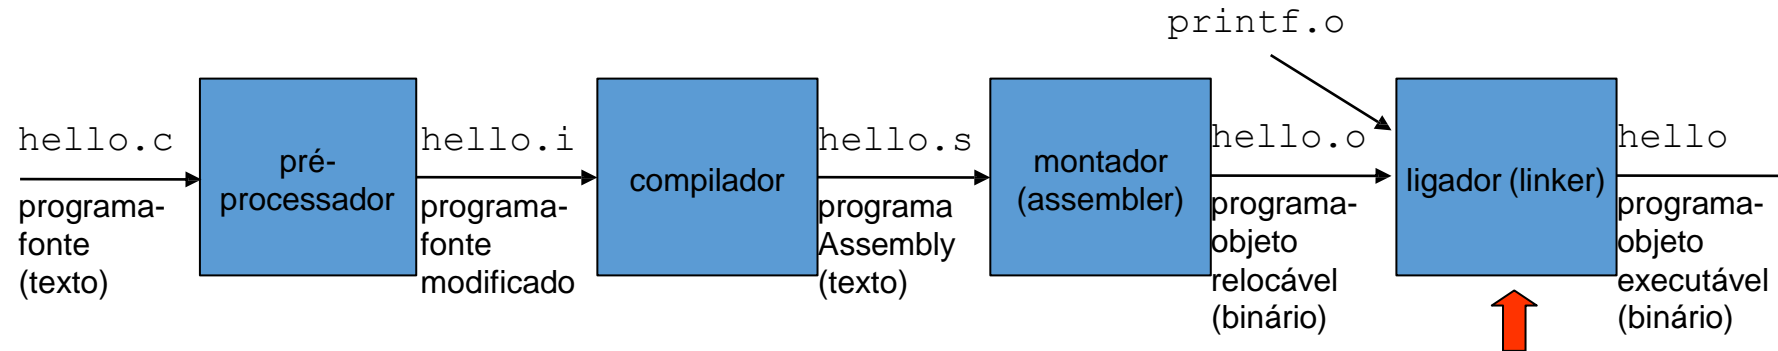 printf.o
hello.c
pré-
processador
hello.i
compilador
hello.s
montador
(assembler)
hello.o
ligador (linker)
hello
programa-
fonte
(texto)
programa-
fonte
modificado
programa
Assembly
(texto)
programa-
objeto
relocável
(binário)
programa-
objeto
executável
(binário)